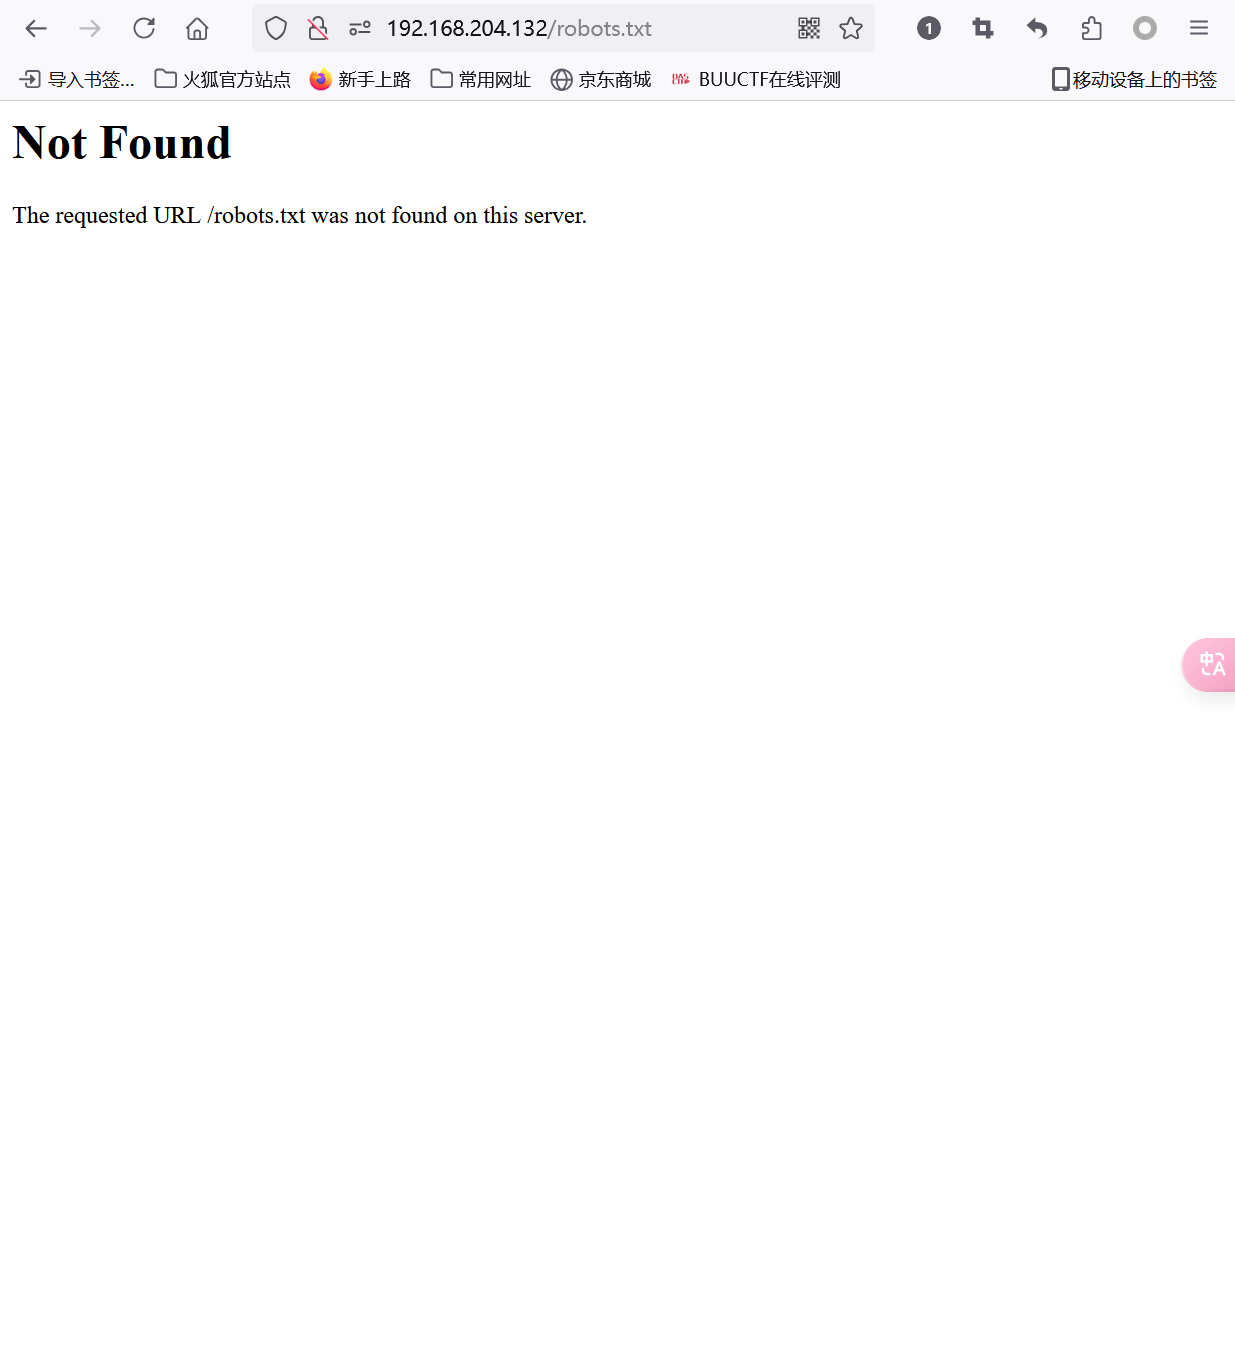 192.168.204.132/robots.txt
1
导入书签...
火狐官方站点
新手上路
常用网址
京东商城
BUUCTF在线评测
移动设备上的书签
Not Found
The requested URL /robots.txt was not found on this server.
中A